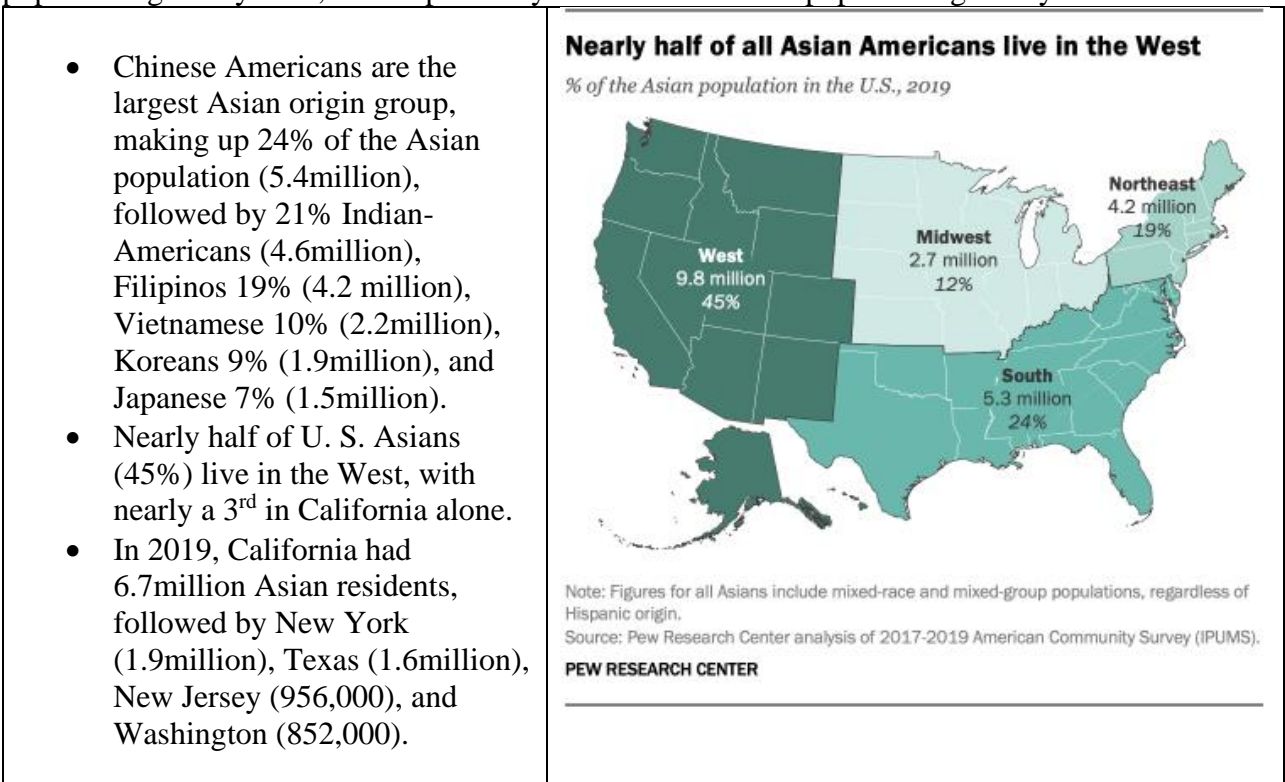 • Chinese Americans are the
largest Asian origin group,
making up 24% of the Asian
population (5.4million),
followed by 21% Indian-
Americans (4.6million),
Filipinos 19% (4.2 million),
Vietnamese 10% (2.2million),
Koreans 9% (1.9million), and
Japanese 7% (1.5million).
• Nearly half of U. S. Asians
(45%) live in the West, with
nearly a 3rd in California alone.
• In 2019, California had
6.7million Asian residents,
followed by New York
(1.9million), Texas (1.6million),
New Jersey (956,000), and
Washington (852,000).
Nearly half of all Asian Americans live in the West
% of the Asian population in the U.S., 2019
West
9.8 million
45%
Midwest
2.7 million
12%
Northeast
4.2 million
19%
South
5.3 million
24%
Note: Figures for all Asians include mixed-race and mixed-group populations, regardless of
Hispanic origin.
Source: Pew Research Center analysis of 2017-2019 American Community Survey (IPUMS).
PEW RESEARCH CENTER